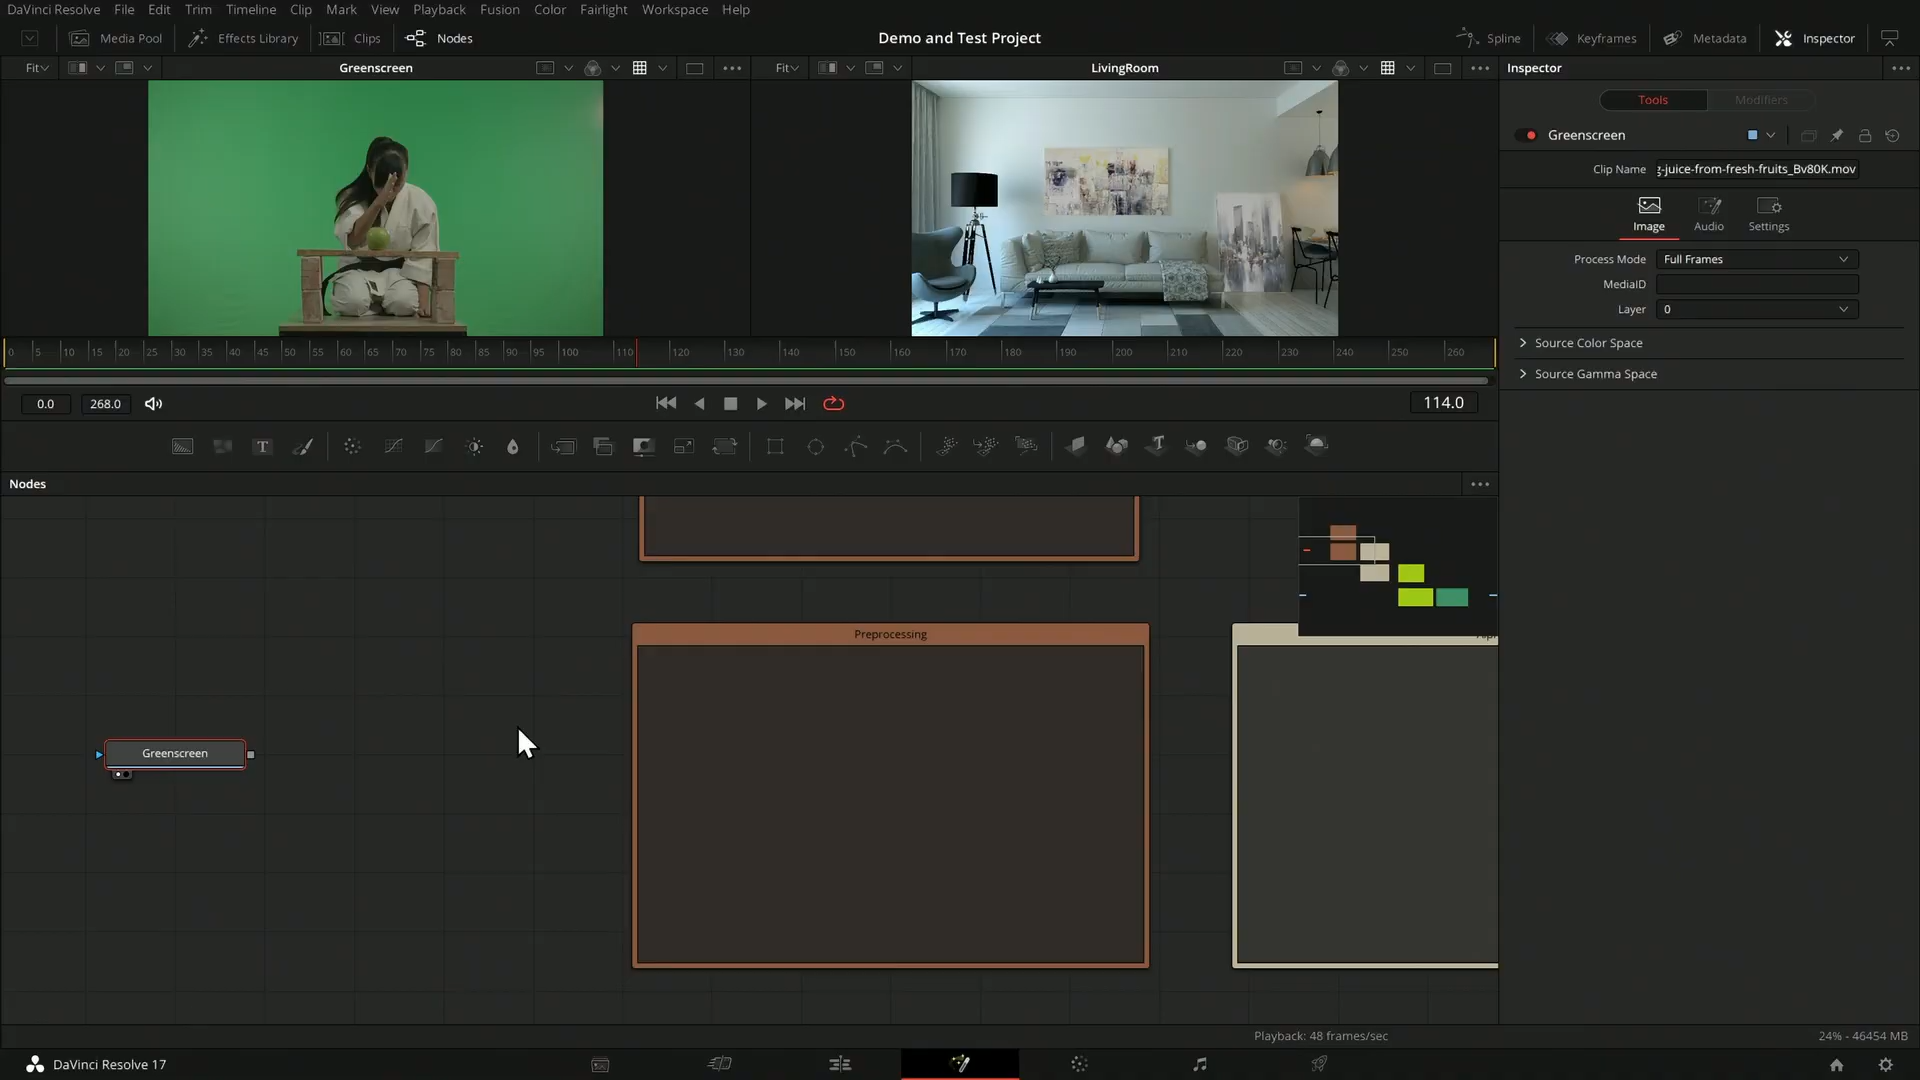 DaVinci Resolve File Edit Trim Timeline Clip Mark View Playback Fusion Color Fairlight Workspace Help
Media Pool Effects Library Clips Nodes Demo and Test Project Spline Keyframes Metadata Inspector
Fit Greenscreen Fit LivingRoom Inspector
Tools Modifiers
Greenscreen
Clip Name g-juice-from-fresh-fruits_Bv80K.mov
Image Audio Settings
Process Mode Full Frames
MediaID
Layer 0
Source Color Space
Source Gamma Space
0 5 10 15 20 25 30 35 40 45 50 55 60 65 70 75 80 85 90 95 100 110 120 130 140 150 160 170 180 190 200 210 220 230 240 250 260
0.0 268.0 114.0
T T
Nodes
Preprocessing
Greenscreen
Playback: 48 frames/sec 24% - 46454 MB
DaVinci Resolve 17